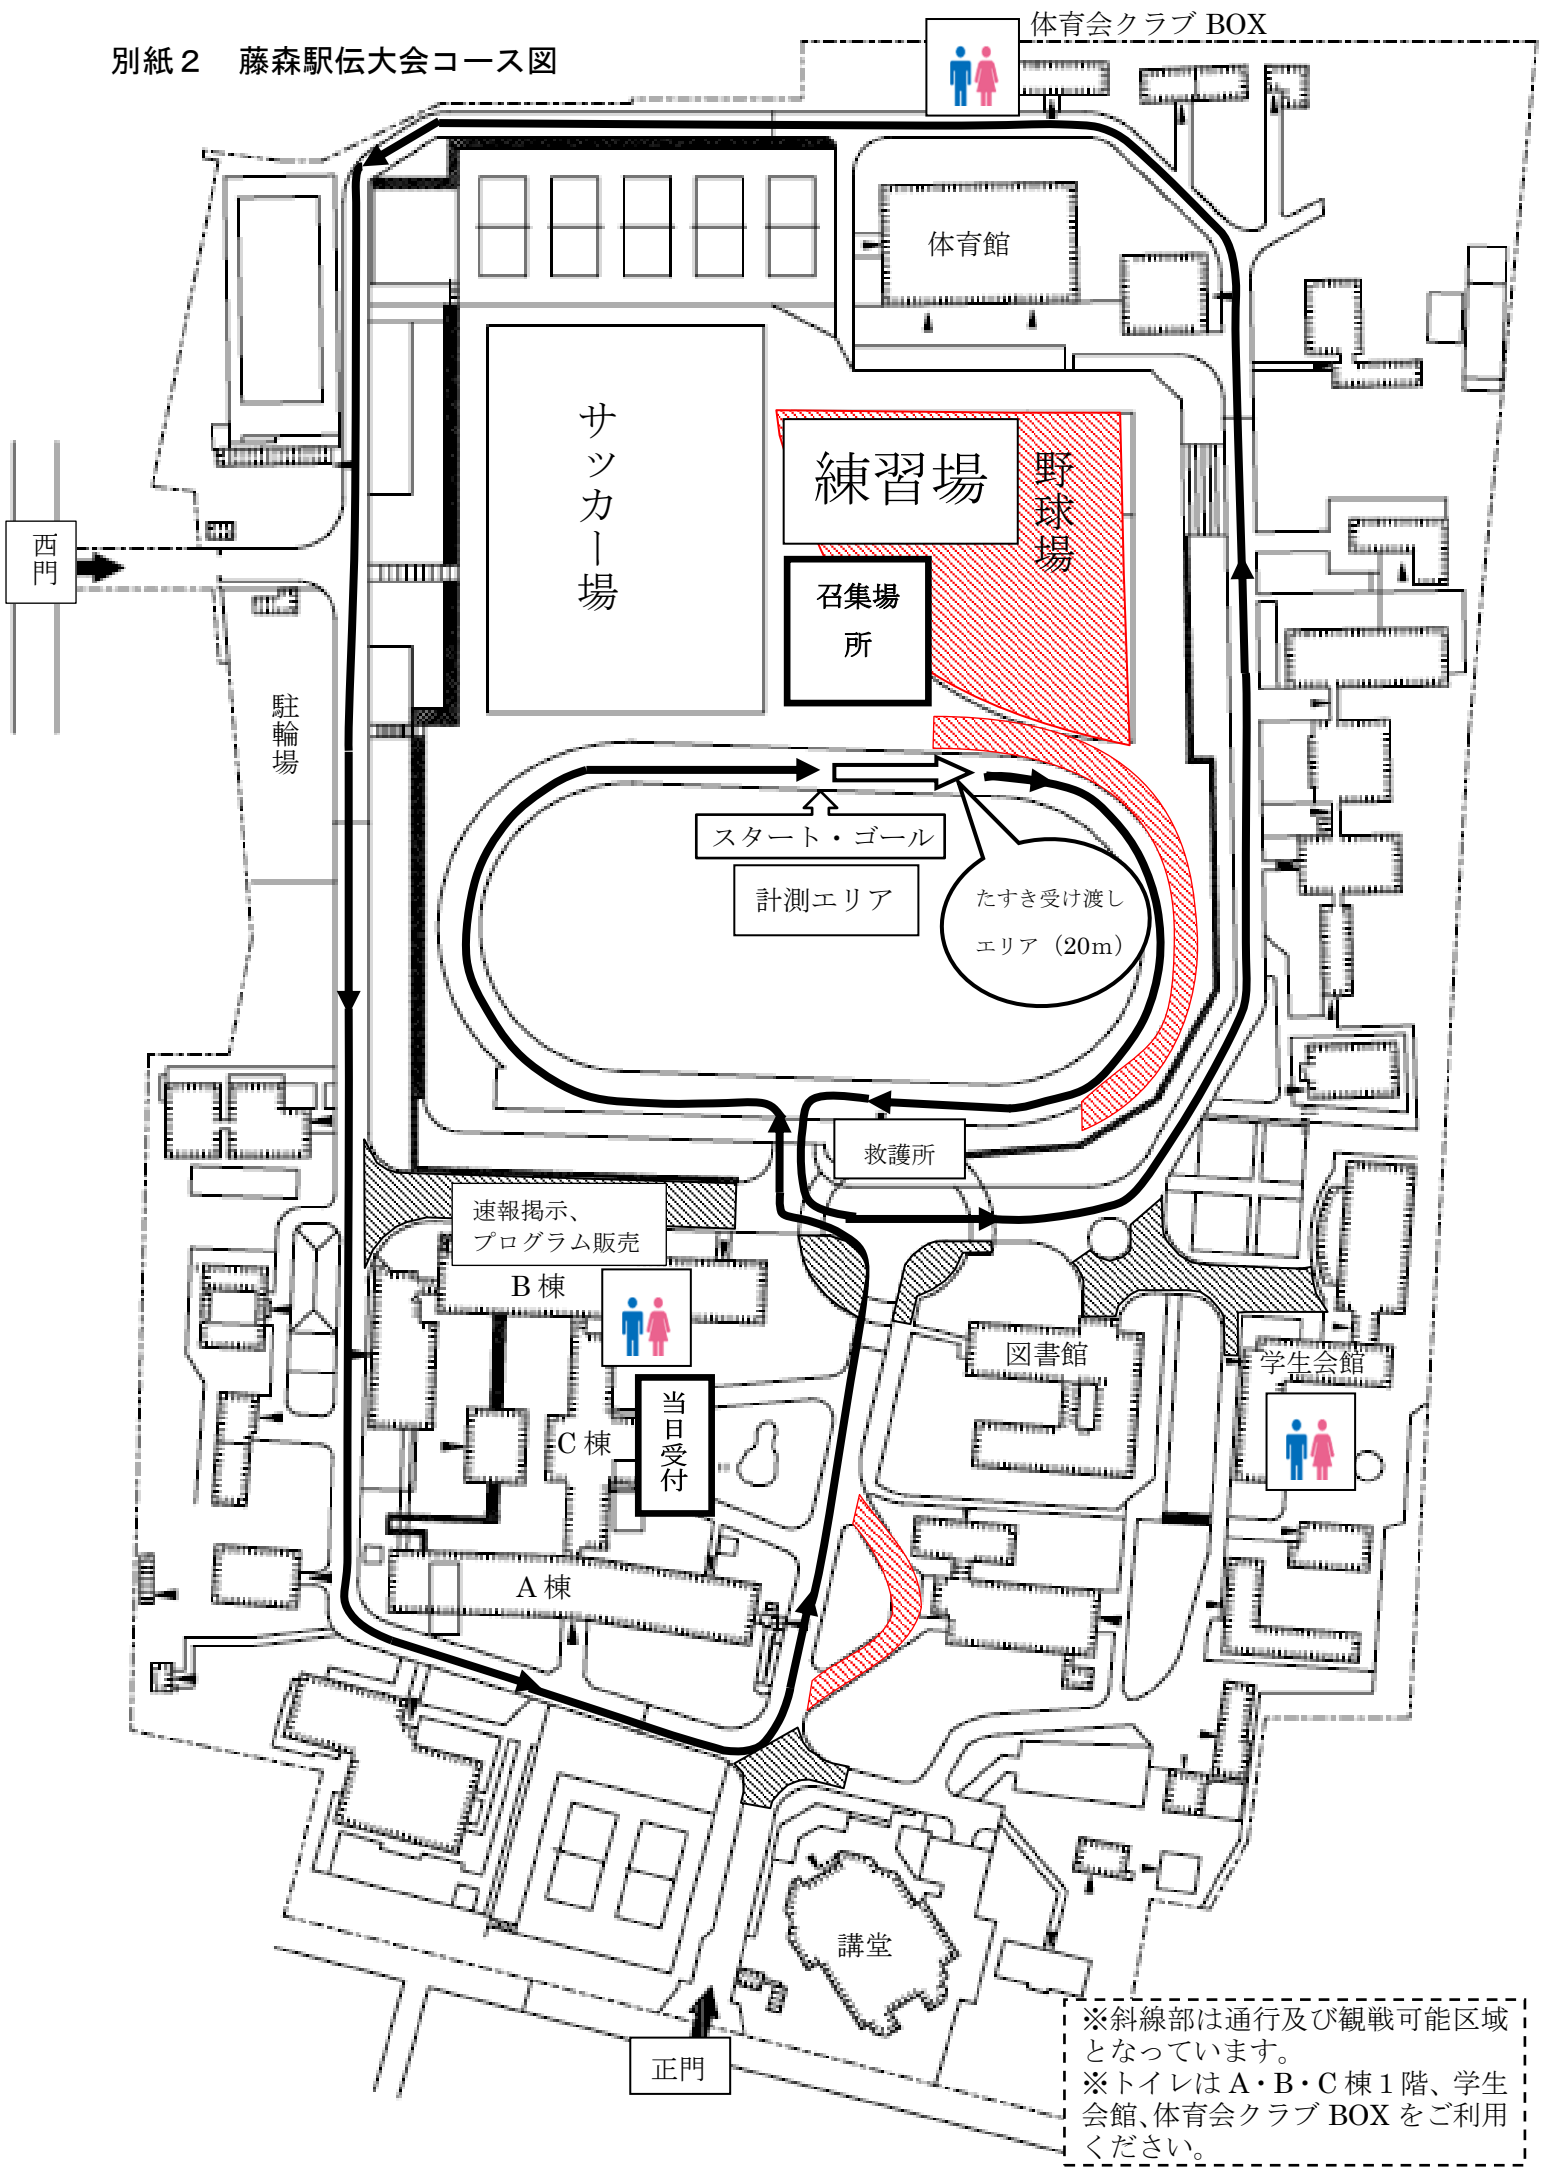 体育会クラブ BOX
別紙２　藤森駅伝大会コース図
体育館
サッカー場
練習場
野球場
西門
召集場
所
駐輪場
スタート・ゴール
計測エリア
たすき受け渡し
エリア（20m）
救護所
速報掲示、
プログラム販売
B 棟
図書館
学生会館
当日受付
C 棟
A 棟
講堂
正門
※斜線部は通行及び観戦可能区域
となっています。
※トイレは A・B・C 棟１階、学生
会館、体育会クラブ BOX をご利用
ください。